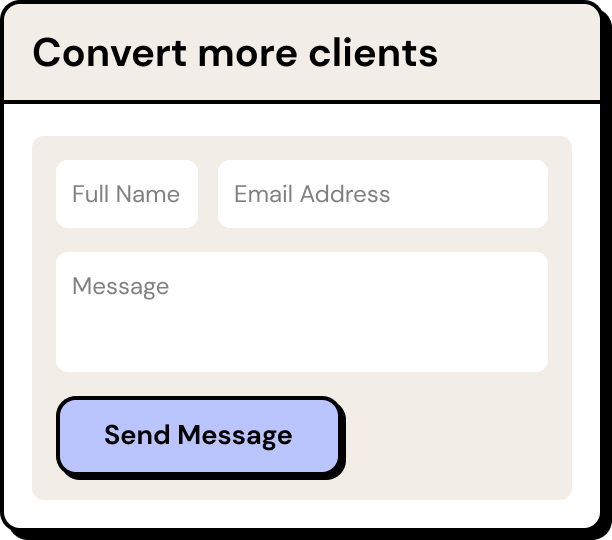 Convert more clients
Full Name
Email Address
Message
Send Message